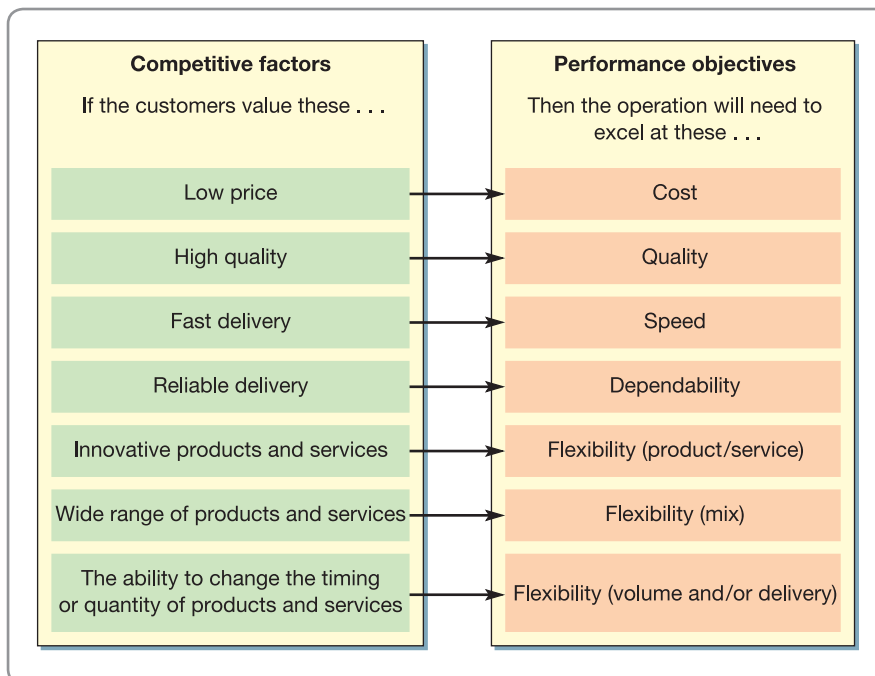 Competitive factors
If the customers value these . . .
Low price
High quality
Fast delivery
Reliable delivery
Innovative products and services
Wide range of products and services
The ability to change the timing
or quantity of products and services
Performance objectives
Then the operation will need to
excel at these . . .
Cost
Quality
Speed
Dependability
Flexibility (product/service)
Flexibility (mix)
Flexibility (volume and/or delivery)